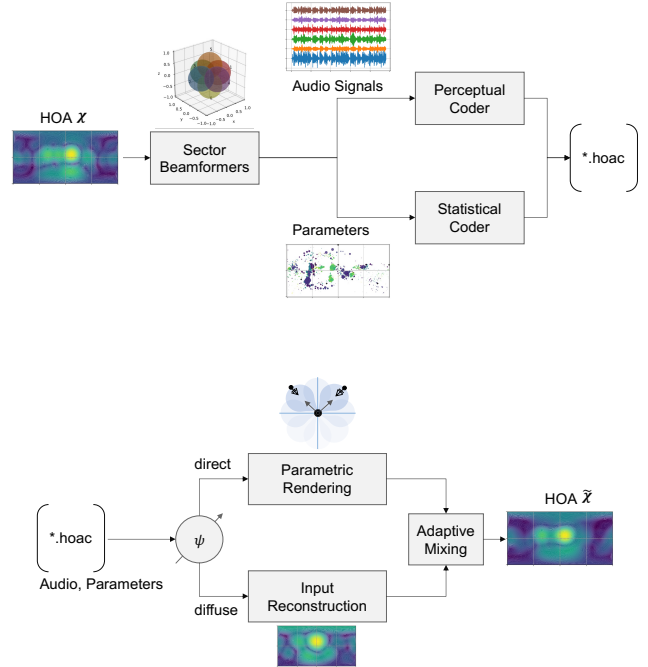 Audio Signals
HOA χ
Sector
Beamformers
Perceptual
Coder
*.hoac
Statistical
Coder
Parameters
direct
Parametric
Rendering
HOA χ̃
*.hoac
ψ
Adaptive
Mixing
Audio, Parameters
diffuse
Input
Reconstruction